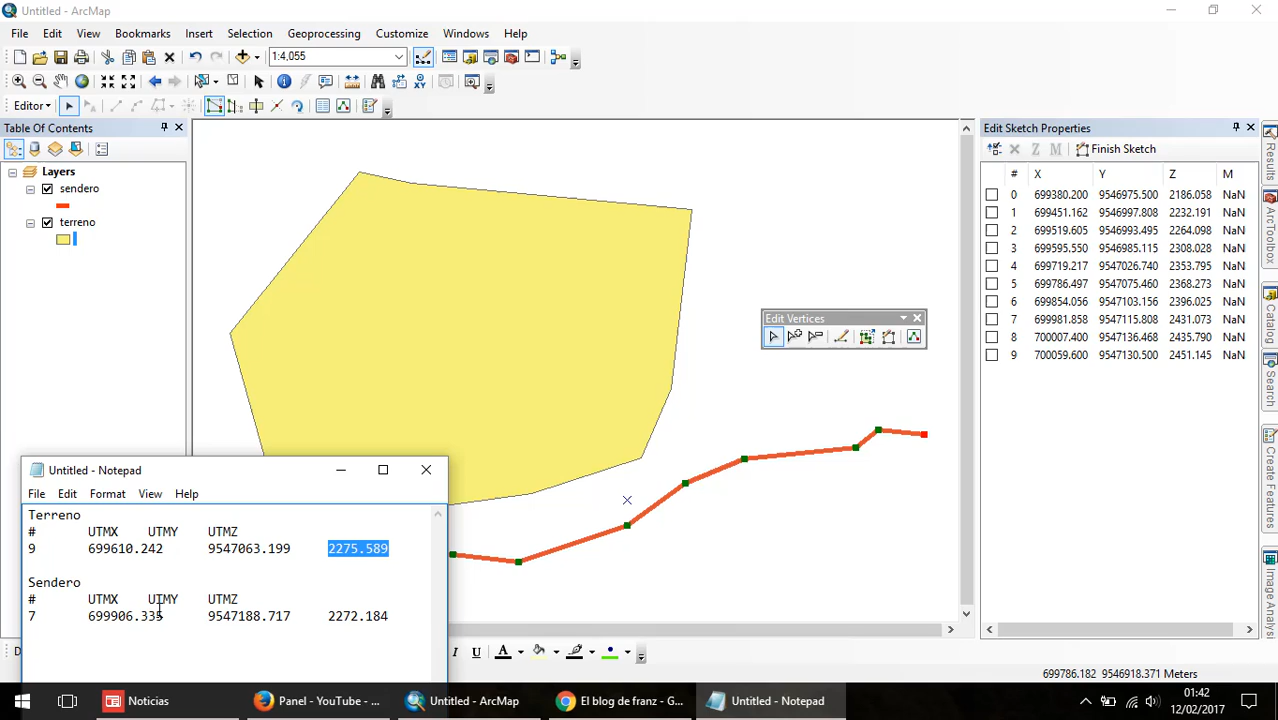 Untitled - ArcMap
File Edit View Bookmarks Insert Selection Geoprocessing Customize Windows Help
1:4,055
Editor
Table Of Contents
Layers
sendero
terreno
Edit Vertices
Edit Sketch Properties
Finish Sketch
# X Y Z M
0 699380.200 9546975.500 2186.058 NaN
1 699451.162 9546997.808 2232.191 NaN
2 699519.605 9546993.495 2264.098 NaN
3 699595.550 9546985.115 2308.028 NaN
4 699719.217 9547026.740 2353.795 NaN
5 699786.497 9547075.460 2368.273 NaN
6 699854.056 9547103.156 2396.025 NaN
7 699981.858 9547115.808 2431.073 NaN
8 700007.400 9547136.468 2435.790 NaN
9 700059.600 9547130.500 2451.145 NaN
Results
ArcToolbox
Catalog
Search
Create Features
Image Analysis
Untitled - Notepad
File Edit Format View Help
Terreno
# UTMX UTMY UTMZ
9 699610.242 9547063.199 2275.589
Sendero
# UTMX UTMY UTMZ
7 699906.335 9547188.717 2272.184
D
I U A
699786.182 9546918.371 Meters
Noticias
Panel - YouTube - ...
Untitled - ArcMap
El blog de franz - G...
Untitled - Notepad
01:42
12/02/2017